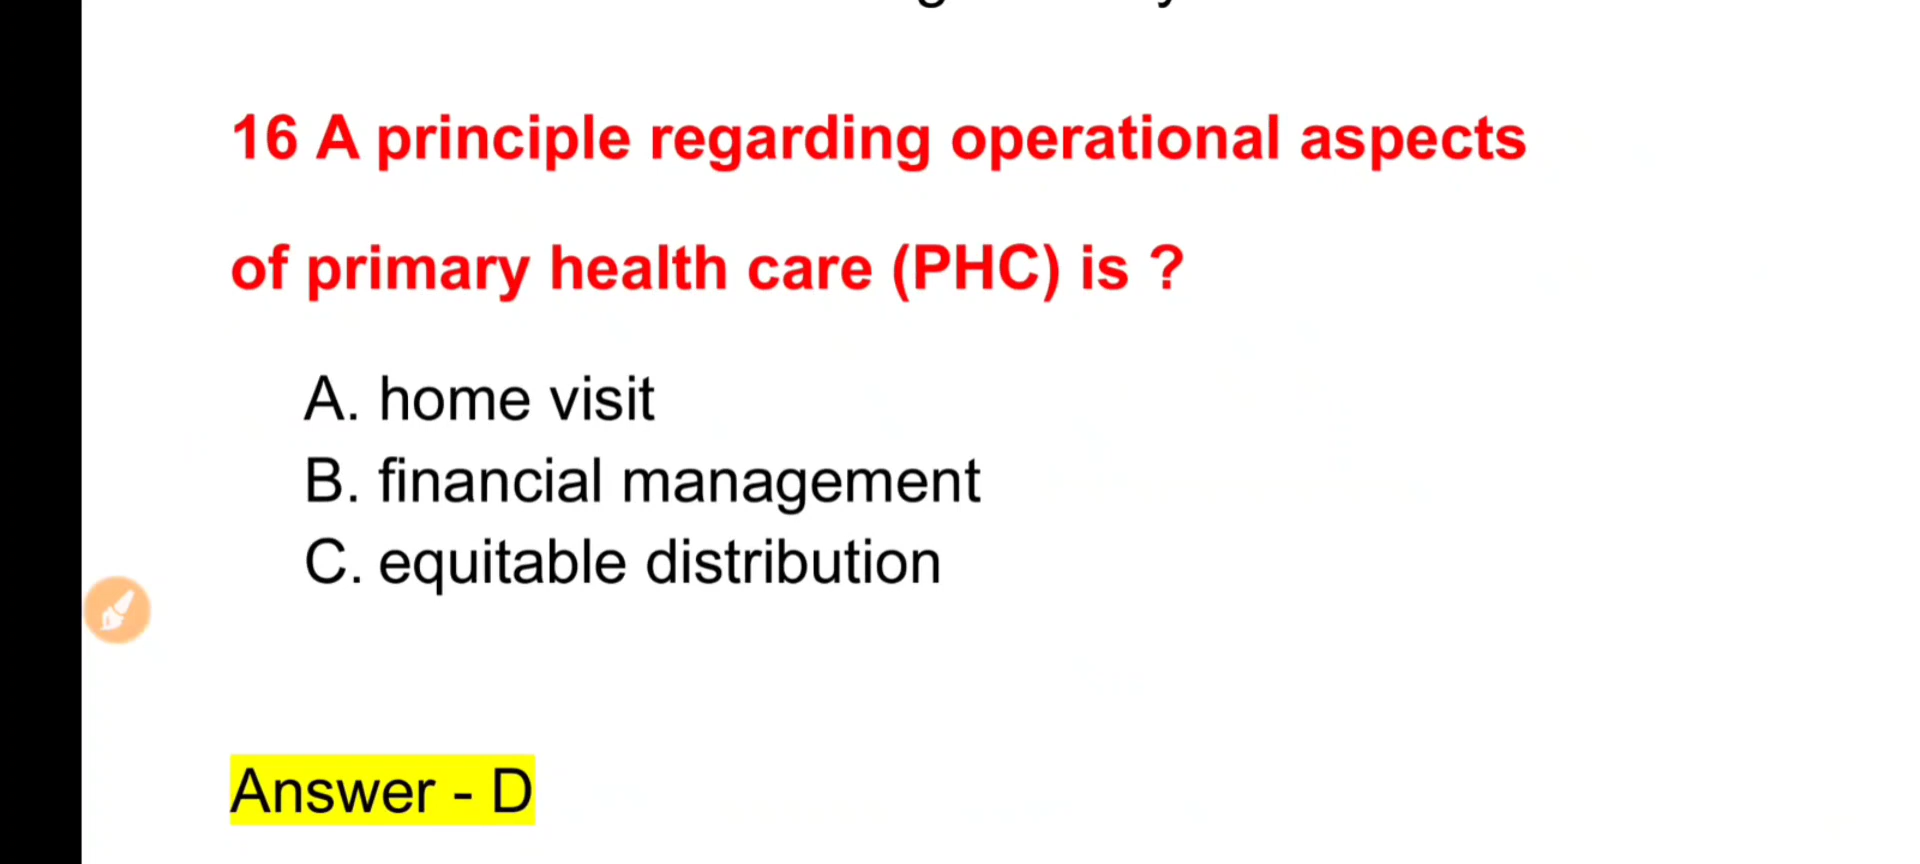 16 A principle regarding operational aspects
of primary health care (PHC) is ?
A. home visit
B. financial management
C. equitable distribution
Answer - D